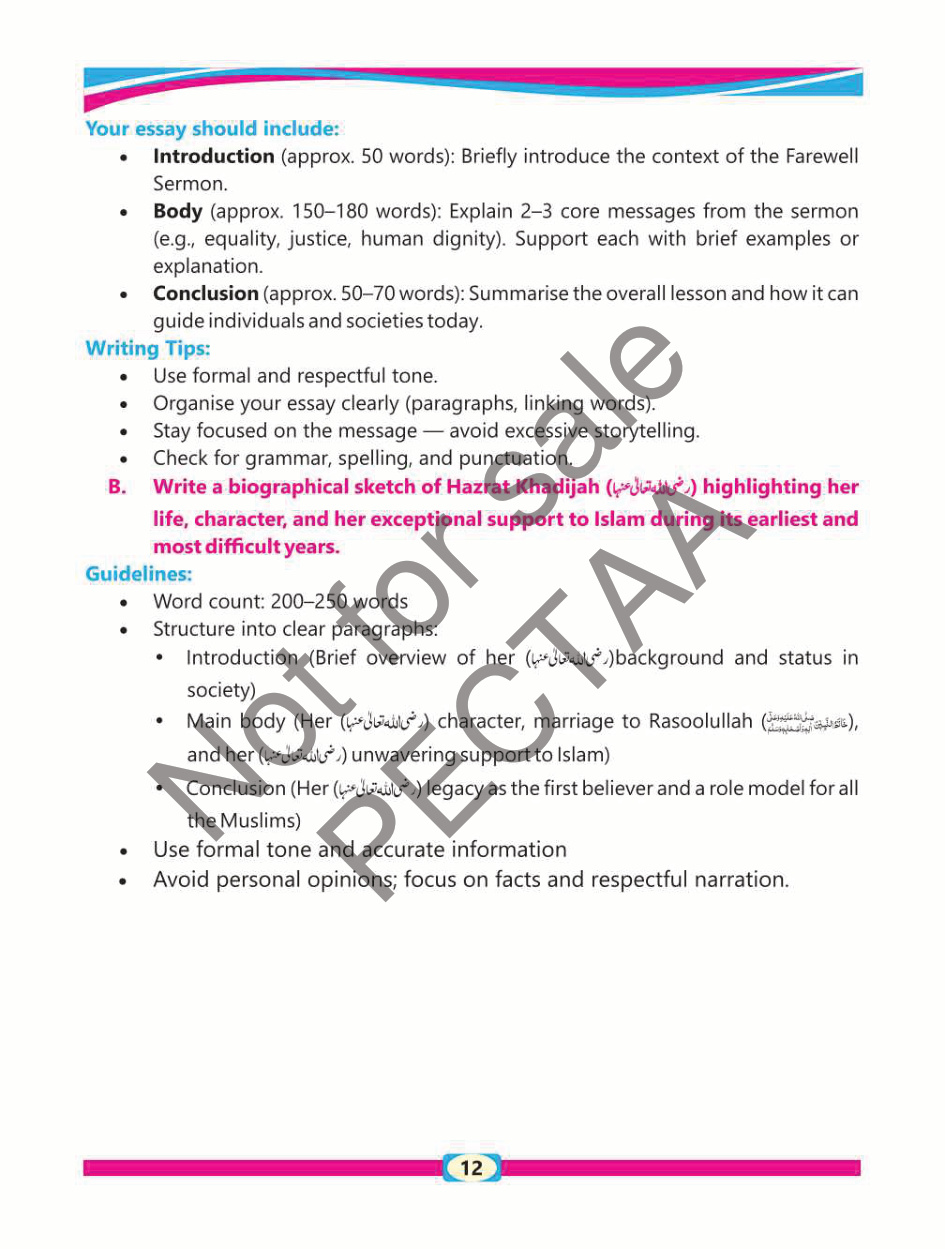 Your essay should include:
• Introduction (approx. 50 words): Briefly introduce the context of the Farewell
Sermon.
• Body (approx. 150–180 words): Explain 2–3 core messages from the sermon
(e.g., equality, justice, human dignity). Support each with brief examples or
explanation.
• Conclusion (approx. 50–70 words): Summarise the overall lesson and how it can
guide individuals and societies today.
Writing Tips:
• Use formal and respectful tone.
• Organise your essay clearly (paragraphs, linking words).
• Stay focused on the message — avoid excessive storytelling.
• Check for grammar, spelling, and punctuation.
B. Write a biographical sketch of Hazrat Khadijah (رضی اللہ تعالیٰ عنہا) highlighting her
life, character, and her exceptional support to Islam during its earliest and
most difficult years.
Guidelines:
• Word count: 200–250 words
• Structure into clear paragraphs:
• Introduction (Brief overview of her (رضی اللہ تعالیٰ عنہا)background and status in
society)
• Main body (Her (رضی اللہ تعالیٰ عنہا) character, marriage to Rasoolullah (خَاتَمُ النَّبِیّٖنَ صَلَّی اللہُ عَلَیْہِ وَعَلٰی اٰلِہٖ وَاَصْحَابِہٖ وَسَلَّمَ),
and her (رضی اللہ تعالیٰ عنہا) unwavering support to Islam)
• Conclusion (Her (رضی اللہ تعالیٰ عنہا) legacy as the first believer and a role model for all
the Muslims)
• Use formal tone and accurate information
• Avoid personal opinions; focus on facts and respectful narration.
Not for sale
PECTAA
12